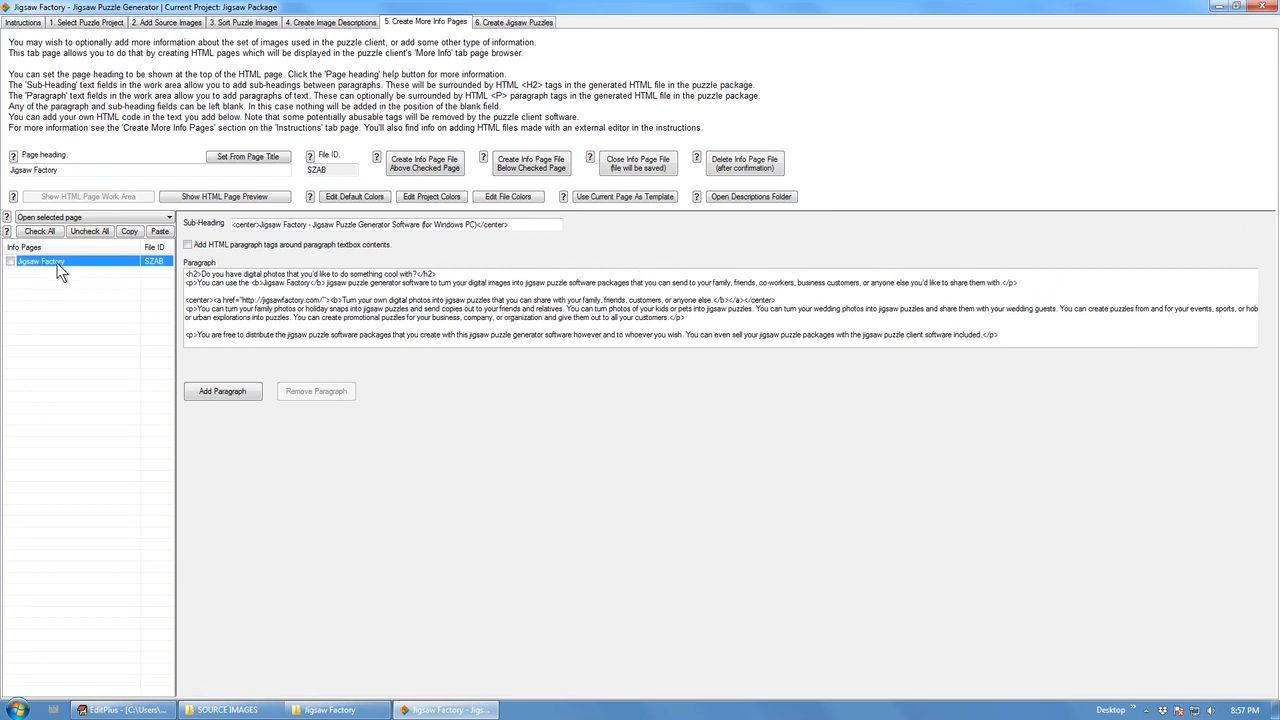 Jigsaw Factory - Jigsaw Puzzle Generator | Current Project: Jigsaw Package
Instructions 1. Select Puzzle Project 2. Add Source Images 3. Sort Puzzle Images 4. Create Image Descriptions 5. Create More Info Pages 6. Create Jigsaw Puzzles
You may wish to optionally add more information about the set of images used in the puzzle client, or add some other type of information.
This tab page allows you to do that by creating HTML pages which will be displayed in the puzzle client's 'More Info' tab page browser.
You can set the page heading to be shown at the top of the HTML page. Click the 'Page heading' help button for more information.
The 'Sub-Heading' text fields in the work area allow you to add sub-headings between paragraphs. These will be surrounded by HTML <H2> tags in the generated HTML file in the puzzle package.
The 'Paragraph' text fields in the work area allow you to add paragraphs of text. These can optionally be surrounded by HTML <P> paragraph tags in the generated HTML file in the puzzle package.
Any of the paragraph and sub-heading fields can be left blank. In this case nothing will be added in the position of the blank field.
You can add your own HTML code in the text you add below. Note that some potentially abusable tags will be removed by the puzzle client software.
For more information see the 'Create More Info Pages' section on the 'Instructions' tab page. You'll also find info on adding HTML files made with an external editor in the instructions.
? Page heading. Set From Page Title ? File ID. ? Create Info Page File ? Create Info Page File ? Close Info Page File ? Delete Info Page File
Jigsaw Factory SZAB Above Checked Page Below Checked Page (file will be saved) (after confirmation)
? Show HTML Page Work Area Show HTML Page Preview ? Edit Default Colors Edit Project Colors Edit File Colors ? Use Current Page As Template ? Open Descriptions Folder
? Open selected page
? Check All Uncheck All Copy Paste
Info Pages File ID
Jigsaw Factory SZAB
Sub-Heading <center>Jigsaw Factory - Jigsaw Puzzle Generator Software (for Windows PC)</center>
Add HTML paragraph tags around paragraph textbox contents.
Paragraph
<h2>Do you have digital photos that you'd like to do something cool with?</h2>
<p>You can use the <b>Jigsaw Factory</b> jigsaw puzzle generator software to turn your digital images into jigsaw puzzle software packages that you can send to your family, friends, co-workers, business customers, or anyone else you'd like to share them with.</p>
<center><a href="http://jigsawfactory.com/"><b>Turn your own digital photos into jigsaw puzzles that you can share with your family, friends, customers, or anyone else.</b></a></center>
<p>You can turn your family photos or holiday snaps into jigsaw puzzles and send copies out to your friends and relatives. You can turn photos of your kids or pets into jigsaw puzzles. You can turn your wedding photos into jigsaw puzzles and share them with your wedding guests. You can create puzzles from and for your events, sports, or hob
or urban explorations into puzzles. You can create promotional puzzles for your business, company, or organization and give them out to all your customers.</p>
<p>You are free to distribute the jigsaw puzzle software packages that you create with this jigsaw puzzle generator software however and to whoever you wish. You can even sell your jigsaw puzzle packages with the jigsaw puzzle client software included.</p>
Add Paragraph Remove Paragraph
EditPlus - [C:\Users\... SOURCE IMAGES Jigsaw Factory Jigsaw Factory - Jigs... Desktop 8:57 PM